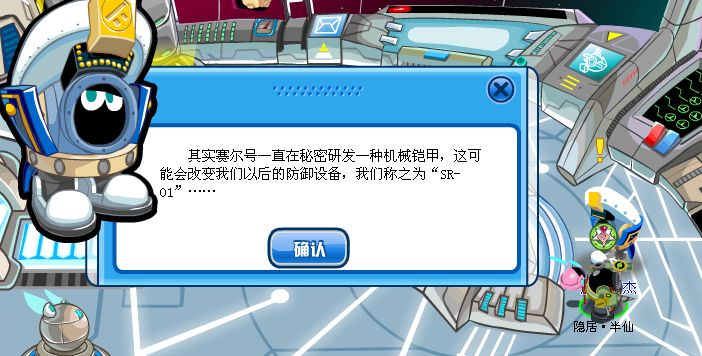 其实赛尔号一直在秘密研发一种机械铠甲，这可
能会改变我们以后的防御设备，我们称之为“SR-
01”……
确认
杰
隐居·半仙